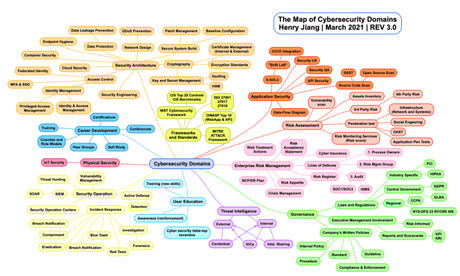 The Map of Cybersecurity Domains
Henry Jiang | March 2021 | REV 3.0
Data Leakage Prevention
DDoS Prevention
Patch Management
Baseline Configuration
Endpoint Hygiene
Data Protection
Network Design
Secure System Build
Certificate Management
(Internal and External)
Container Security
Cloud Security
Security Architecture
Cryptography
Encryption Standards
Federated Identity
Access Control
Key and Secret Management
Vaulting
HSM
MFA & SSO
Identity Management
Security Engineering
Privileged Access
Management
Identity & Access
Management
CIS Top 20 Controls
CIS Benchmarks
ISO 27001
27017
27018
NIST Cybersecurity
Framework
OWASP Top 10
(WebApp & API)
MITRE
ATT&CK
Framework
Frameworks
and Standards
CI/CD Integration
"Shift Left"
Security UX
Security QA
API Security
S-SDLC
Application Security
Source Code Scan
SAST
Open Source Scan
Data-Flow Diagram
Vulnerability
scan
Assets Inventory
4th Party Risk
3rd Party Risk
Risk Assessment
Penetration test
Infrastructure
(Network and Systems)
Social Engineering
DAST
Application Pen Tests
Risk Monitoring Services
(Risk score)
Certifications
Training
Career Development
Conferences
Coaches and
Role Models
Peer Groups
Self Study
IoT Security
Physical Security
Cybersecurity Domains
Risk Treatment
Actions
Risk
Acceptance
Statement
Cyber Insurance
Lines of Defense
1. Process Owners
2. Risk Mgmt Group
3. Audit
Enterprise Risk Management
Risk Register
SOC1/SOC2
ISMS
BCP/DR Plan
Risk Appetite
Crisis Management
Threat Hunting
Vulnerability
Management
SOAR
SIEM
Security Operation
Active Defense
Security Operation Centers
Incident Response
Detection
Breach Notification
Analysis
Containment
Blue Team
Investigation
Eradication
Breach Notification
Red Team
Forensics
Training (new skills)
User Education
Awareness (reinforcement)
Cyber security table-top
exercise
Threat Intelligence
External
Internal
Contextual
IOCs
Intel. Sharing
Governance
Laws and Regulations
Industry Specific
PCI
HIPAA
Central Government
GDPR
GLBA
Regional
CCPA
NYS-DFS 23 NYCRR 500
Executive Management Involvement
Risk Informed
Reports and Scorecards
KPI
KRI
Company's Written Policies
Internal Policy
Standard
Guideline
Procedure
Compliance & Enforcement